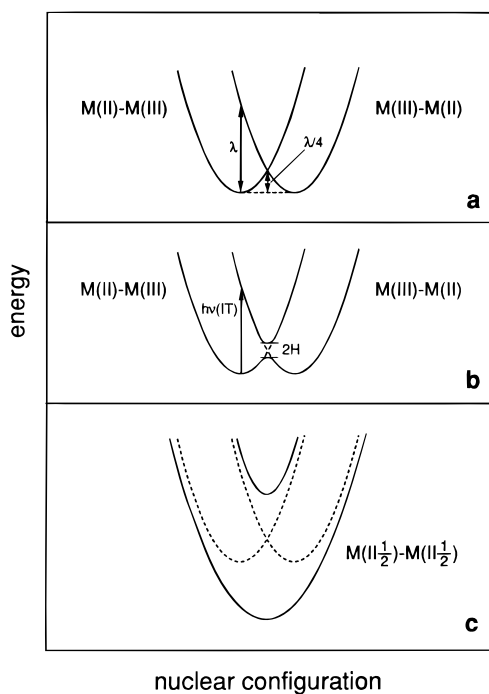 M(II)-M(III)
M(III)-M(II)
λ
λ/4
a
energy
M(II)-M(III)
M(III)-M(II)
hν(IT)
2H
b
M(II½)-M(II½)
c
nuclear configuration